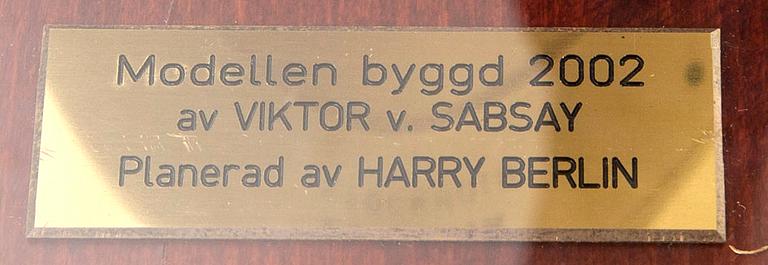 Modellen byggd 2002
av VIKTOR v. SABSAY
Planerad av HARRY BERLIN